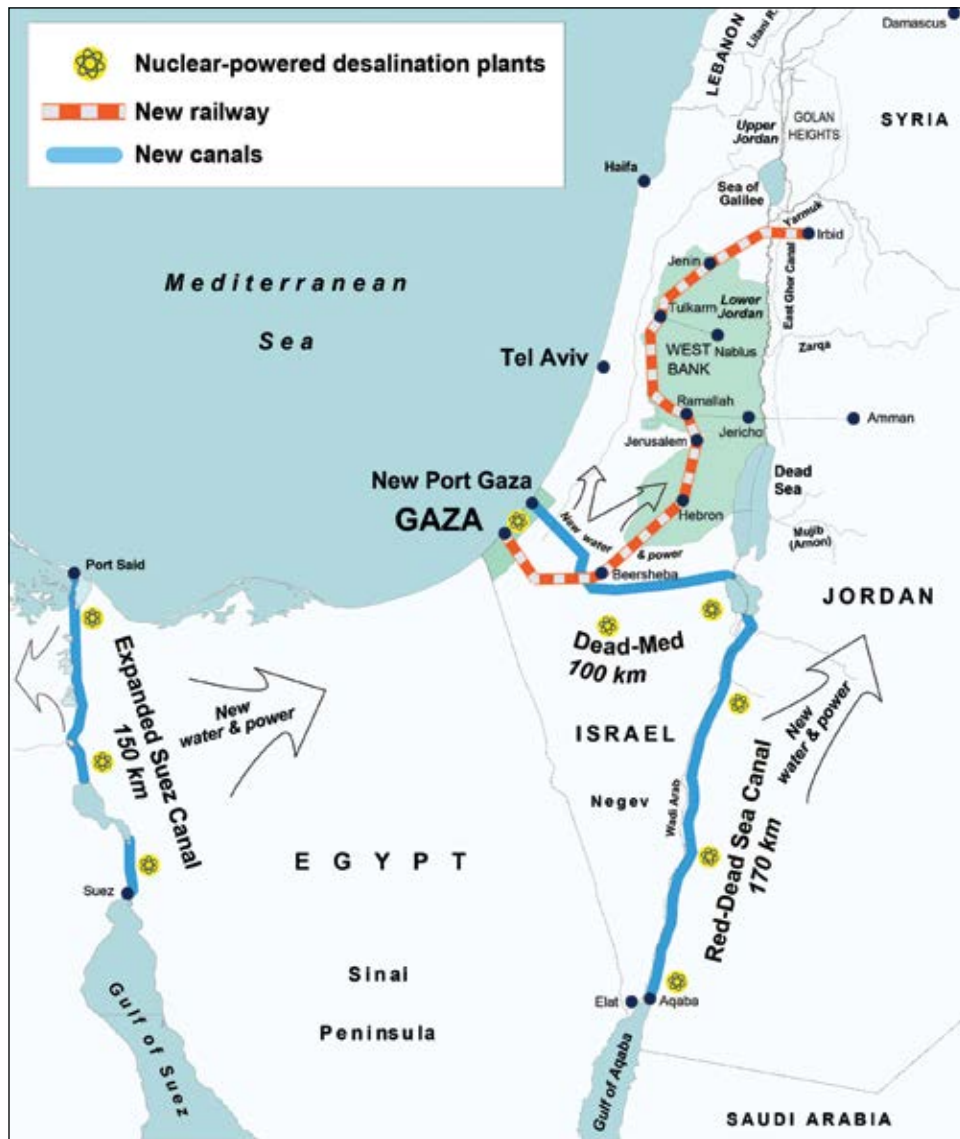 Nuclear-powered desalination plants
New railway
New canals
Damascus
Litani R.
LEBANON
SYRIA
GOLAN
HEIGHTS
Upper
Jordan
Haifa
Sea of
Galilee
Yarmuk
Irbid
Jenin
East Ghor Canal
Mediterranean
Sea
Tulkarm
Lower
Jordan
WEST
BANK
Nablus
Zarqa
Tel Aviv
Ramallah
Jericho
Amman
Jerusalem
New Port Gaza
GAZA
Dead
Sea
Hebron
New water
& power
Mujib
(Arnon)
Beersheba
Port Said
JORDAN
Dead-Med
100 km
Expanded Suez Canal
150 km
New
water & power
ISRAEL
Negev
Wadi Arab
New
water & power
Red-Dead Sea Canal
170 km
EGYPT
Suez
Sinai
Peninsula
Elat
Aqaba
Gulf of Suez
Gulf of Aqaba
SAUDI ARABIA